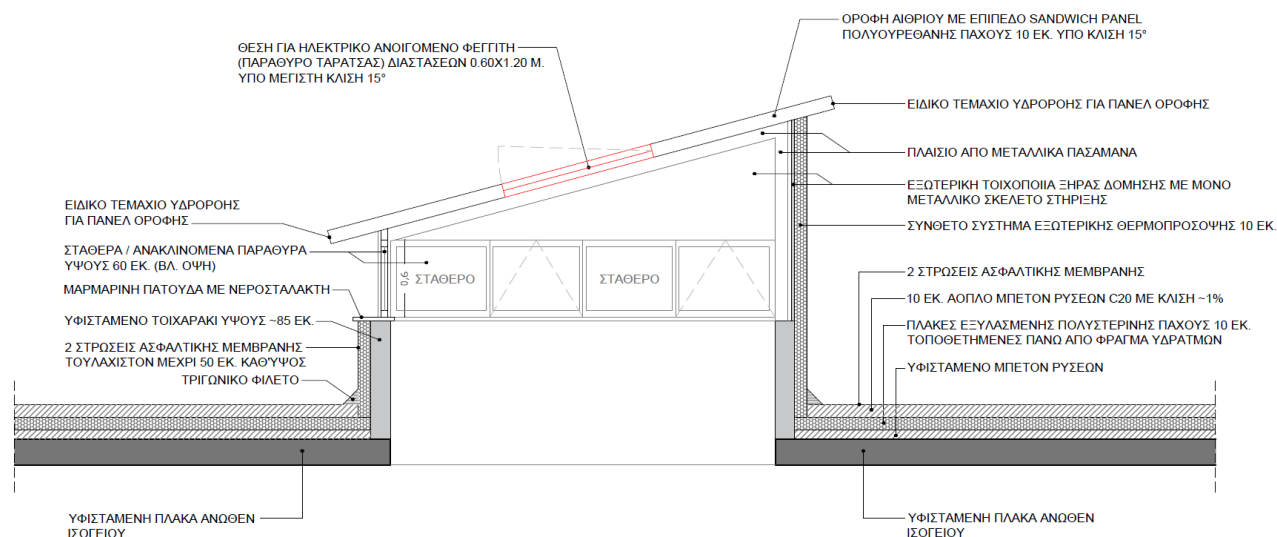 ΟΡΟΦΗ ΑΙΘΡΙΟΥ ΜΕ ΕΠΙΠΕΔΟ SANDWICH PANEL
ΠΟΛΥΟΥΡΕΘΑΝΗΣ ΠΑΧΟΥΣ 10 ΕΚ. ΥΠΟ ΚΛΙΣΗ 15°
ΘΕΣΗ ΓΙΑ ΗΛΕΚΤΡΙΚΟ ΑΝΟΙΓΟΜΕΝΟ ΦΕΓΓΙΤΗ
(ΠΑΡΑΘΥΡΟ ΤΑΡΑΤΣΑΣ) ΔΙΑΣΤΑΣΕΩΝ 0.60X1.20 Μ.
ΥΠΟ ΜΕΓΙΣΤΗ ΚΛΙΣΗ 15°
ΕΙΔΙΚΟ ΤΕΜΑΧΙΟ ΥΔΡΟΡΟΗΣ ΓΙΑ ΠΑΝΕΛ ΟΡΟΦΗΣ
ΠΛΑΙΣΙΟ ΑΠΟ ΜΕΤΑΛΛΙΚΑ ΠΑΣΑΜΑΝΑ
ΕΞΩΤΕΡΙΚΗ ΤΟΙΧΟΠΟΙΙΑ ΞΗΡΑΣ ΔΟΜΗΣΗΣ ΜΕ ΜΟΝΟ
ΜΕΤΑΛΛΙΚΟ ΣΚΕΛΕΤΟ ΣΤΗΡΙΞΗΣ
ΣΥΝΘΕΤΟ ΣΥΣΤΗΜΑ ΕΞΩΤΕΡΙΚΗΣ ΘΕΡΜΟΠΡΟΣΟΨΗΣ 10 ΕΚ.
ΕΙΔΙΚΟ ΤΕΜΑΧΙΟ ΥΔΡΟΡΟΗΣ
ΓΙΑ ΠΑΝΕΛ ΟΡΟΦΗΣ
ΣΤΑΘΕΡΑ / ΑΝΑΚΛΙΝΟΜΕΝΑ ΠΑΡΑΘΥΡΑ
ΥΨΟΥΣ 60 ΕΚ. (ΒΛ. ΟΨΗ)
0,6
ΣΤΑΘΕΡΟ
ΣΤΑΘΕΡΟ
ΜΑΡΜΑΡΙΝΗ ΠΑΤΟΥΔΑ ΜΕ ΝΕΡΟΣΤΑΛΑΚΤΗ
ΥΦΙΣΤΑΜΕΝΟ ΤΟΙΧΑΡΑΚΙ ΥΨΟΥΣ ~85 ΕΚ.
2 ΣΤΡΩΣΕΙΣ ΑΣΦΑΛΤΙΚΗΣ ΜΕΜΒΡΑΝΗΣ
ΤΟΥΛΑΧΙΣΤΟΝ ΜΕΧΡΙ 50 ΕΚ. ΚΑΘ'ΥΨΟΣ
ΤΡΙΓΩΝΙΚΟ ΦΙΛΕΤΟ
2 ΣΤΡΩΣΕΙΣ ΑΣΦΑΛΤΙΚΗΣ ΜΕΜΒΡΑΝΗΣ
10 ΕΚ. ΑΟΠΛΟ ΜΠΕΤΟΝ ΡΥΣΕΩΝ C20 ΜΕ ΚΛΙΣΗ ~1%
ΠΛΑΚΕΣ ΕΞΥΛΑΣΜΕΝΗΣ ΠΟΛΥΣΤΕΡΙΝΗΣ ΠΑΧΟΥΣ 10 ΕΚ.
ΤΟΠΟΘΕΤΗΜΕΝΕΣ ΠΑΝΩ ΑΠΟ ΦΡΑΓΜΑ ΥΔΡΑΤΜΩΝ
ΥΦΙΣΤΑΜΕΝΟ ΜΠΕΤΟΝ ΡΥΣΕΩΝ
ΥΦΙΣΤΑΜΕΝΗ ΠΛΑΚΑ ΑΝΩΘΕΝ
ΙΣΟΓΕΙΟΥ
ΥΦΙΣΤΑΜΕΝΗ ΠΛΑΚΑ ΑΝΩΘΕΝ
ΙΣΟΓΕΙΟΥ